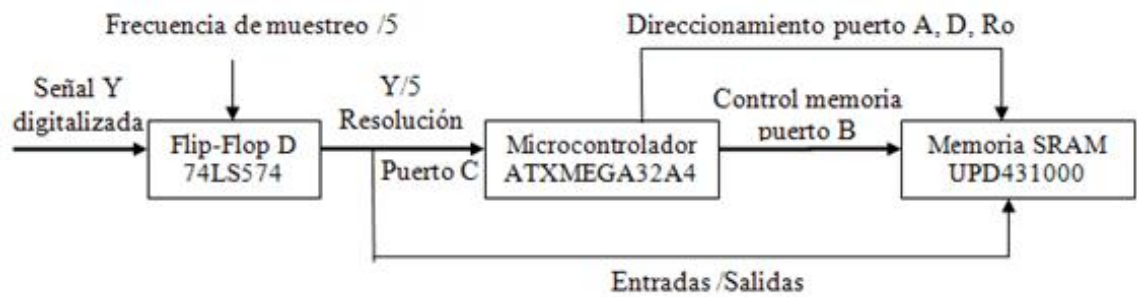 Frecuencia de muestreo /5
Direccionamiento puerto A, D, Ro
Señal Y
digitalizada
Y/5
Resolución
Puerto C
Control memoria
puerto B
Flip-Flop D
74LS574
Microcontrolador
ATXMEGA32A4
Memoria SRAM
UPD431000
Entradas /Salidas